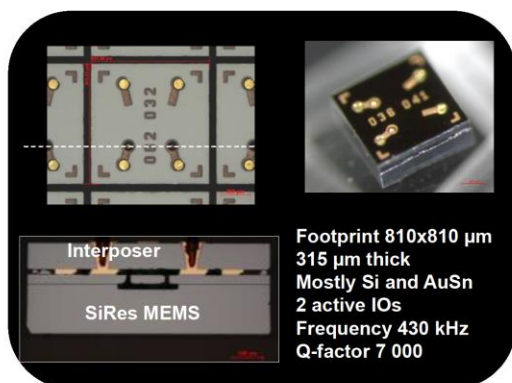 032
062
036 041
Interposer
SiRes MEMS
Footprint 810x810 µm
315 µm thick
Mostly Si and AuSn
2 active IOs
Frequency 430 kHz
Q-factor 7 000